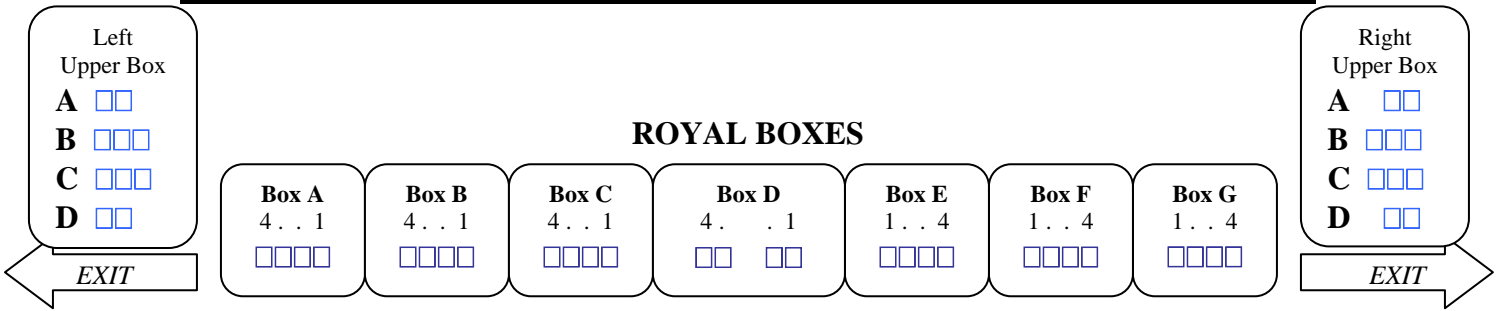 Left
Upper Box
A
B
C
D
EXIT
ROYAL BOXES
Box A
4 . . 1
Box B
4 . . 1
Box C
4 . . 1
Box D
4 . . 1
Box E
1 . . 4
Box F
1 . . 4
Box G
1 . . 4
Right
Upper Box
A
B
C
D
EXIT